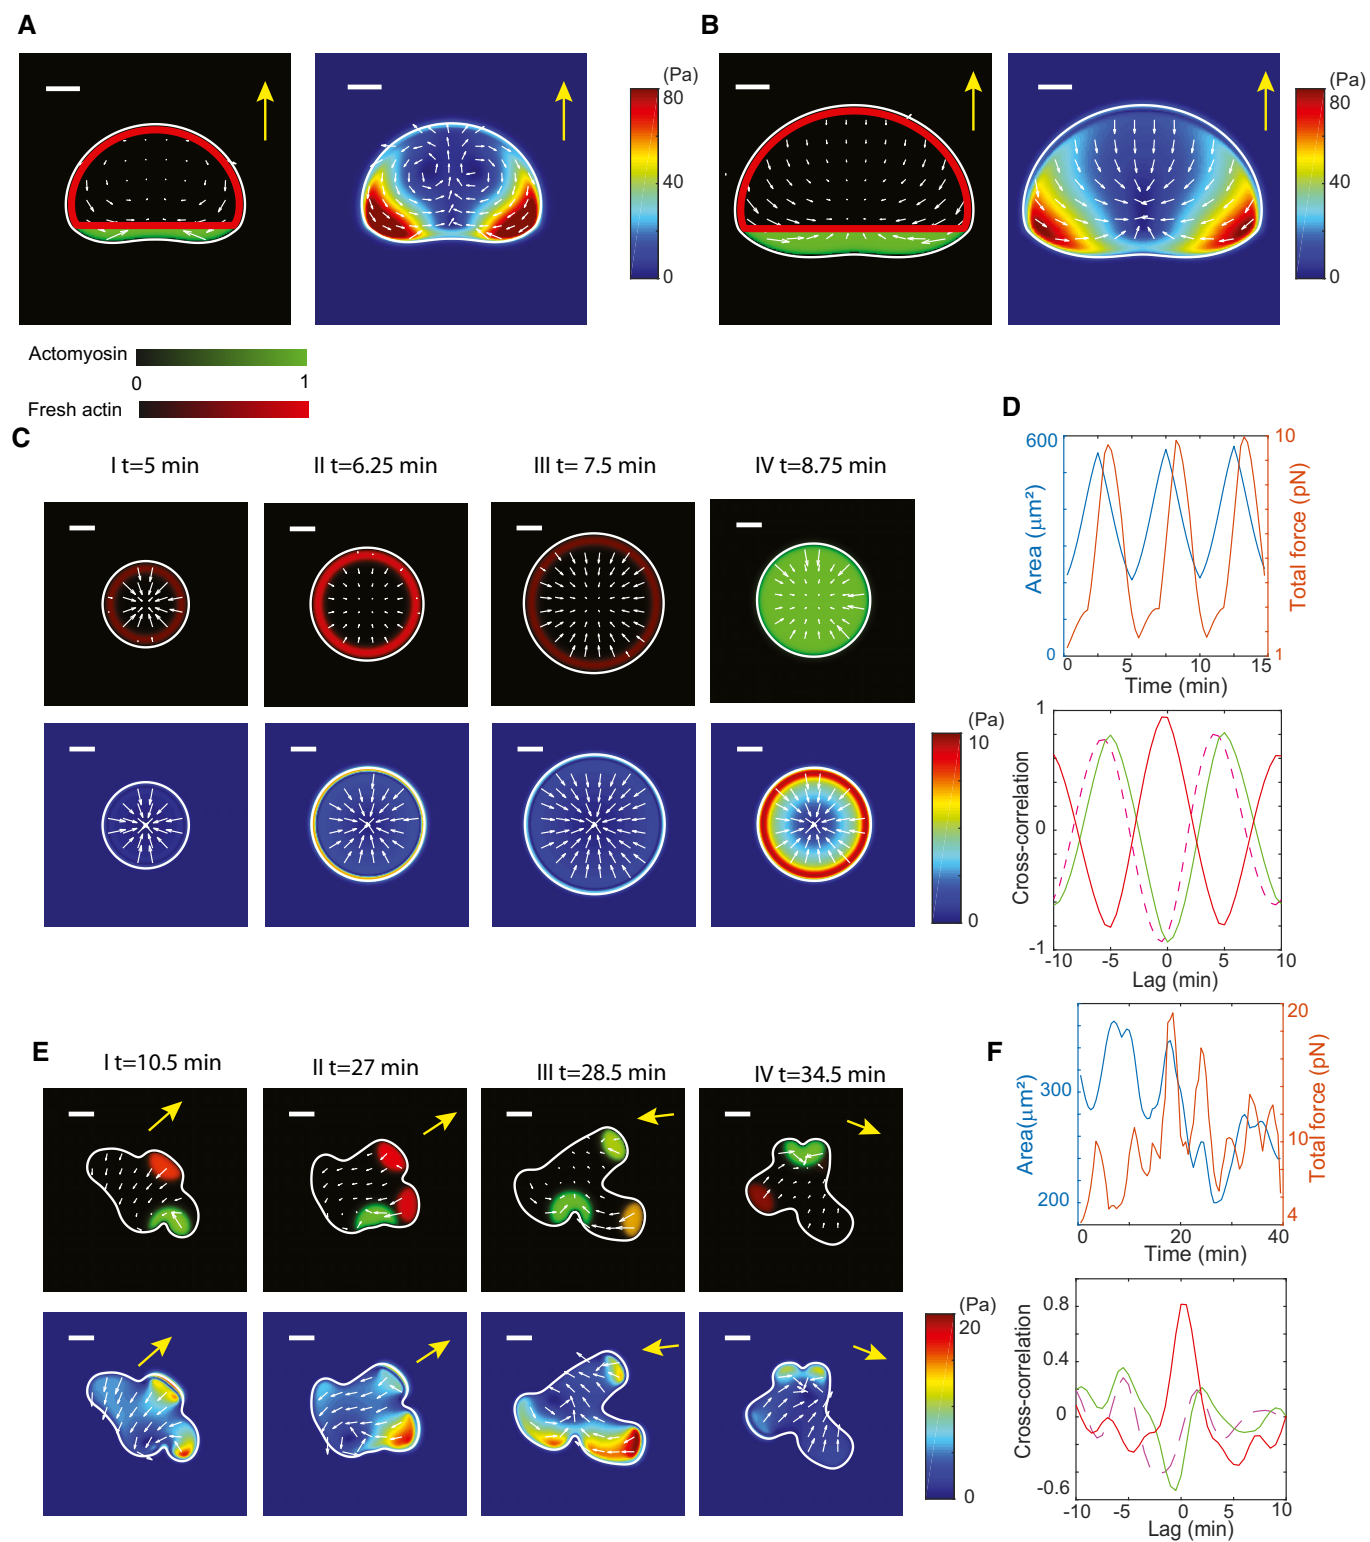 A
B
(Pa)
80
40
0
(Pa)
80
40
0
Actomyosin
0
1
Fresh actin
C
I t=5 min
II t=6.25 min
III t= 7.5 min
IV t=8.75 min
(Pa)
10
0
D
600
Area (µm²)
0
10
Total force (pN)
1
0
5
10
15
Time (min)
1
Cross-correlation
0
-1
-10
-5
0
5
10
Lag (min)
E
I t=10.5 min
II t=27 min
III t=28.5 min
IV t=34.5 min
(Pa)
20
0
F
300
Area(µm²)
200
20
Total force (pN)
10
4
0
20
40
Time (min)
0.8
0.4
Cross-correlation
0
-0.6
-10
-5
0
5
10
Lag (min)